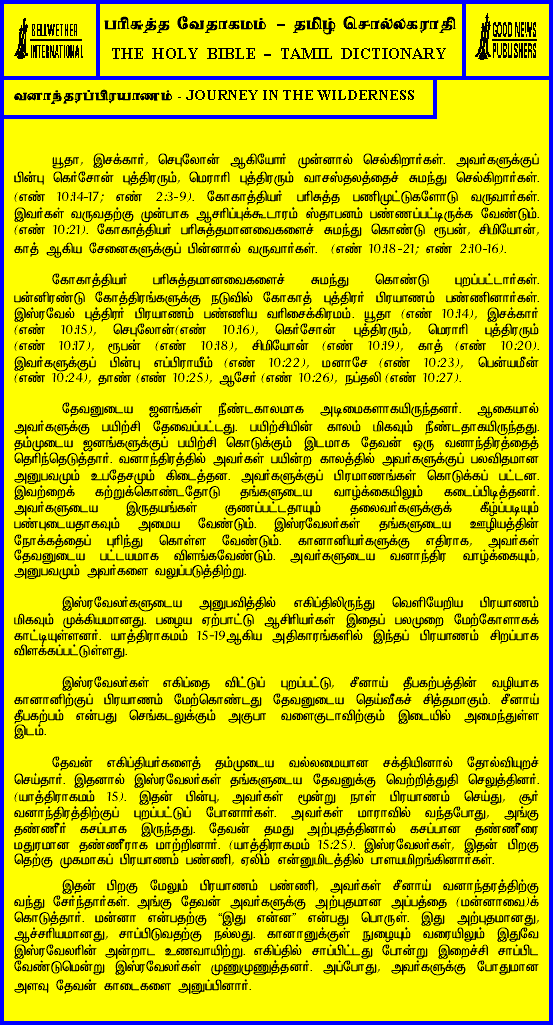 BELLWETHER
INTERNATIONAL
பரிசுத்த வேதாகமம் – தமிழ் சொல்லகராதி
THE HOLY BIBLE – TAMIL DICTIONARY
GOOD NEWS
PUBLISHERS
வனாந்தரப்பிரயாணம் - JOURNEY IN THE WILDERNESS
யூதா, இசக்கார், செபுலோன் ஆகியோர் முன்னால் செல்கிறார்கள். அவர்களுக்குப்
பின்பு கெர்சோன் புத்திரரும், மெராரி புத்திரரும் வாசஸ்தலத்தைச் சுமந்து செல்கிறார்கள்.
(எண் 10:14-17; எண் 2:3-9). கோகாத்தியர் பரிசுத்த பணிமுட்டுகளோடு வருவார்கள்.
இவர்கள் வருவதற்கு முன்பாக ஆசரிப்புக்கூடாரம் ஸ்தாபனம் பண்ணப்பட்டிருக்க வேண்டும்.
(எண் 10:21). கோகாத்தியர் பரிசுத்தமானவைகளைச் சுமந்து கொண்டு ரூபன், சிமியோன்,
காத் ஆகிய சேனைகளுக்குப் பின்னால் வருவார்கள். (எண் 10:18-21; எண் 2:10-16).
கோகாத்தியர் பரிசுத்தமானவைகளைச் சுமந்து கொண்டு புறப்பட்டார்கள்.
பன்னிரண்டு கோத்திரங்களுக்கு நடுவில் கோகாத் புத்திரர் பிரயாணம் பண்ணினார்கள்.
இஸ்ரவேல் புத்திரர் பிரயாணம் பண்ணிய வரிசைக்கிரமம். யூதா (எண் 10:14), இசக்கார்
(எண் 10:15), செபுலோன்(எண் 10:16), கெர்சோன் புத்திரரும், மெராரி புத்திரரும்
(எண் 10:17), ரூபன் (எண் 10:18), சிமியோன் (எண் 10:19), காத் (எண் 10:20).
இவர்களுக்குப் பின்பு எப்பிராயீம் (எண் 10:22), மனாசே (எண் 10:23), பென்யமீன்
(எண் 10:24), தாண் (எண் 10:25), ஆசேர் (எண் 10:26), நப்தலி (எண் 10:27).
தேவனுடைய ஜனங்கள் நீண்டகாலமாக அடிமைகளாகயிருந்தனர். ஆகையால்
அவர்களுக்கு பயிற்சி தேவைப்பட்டது. பயிற்சியின் காலம் மிகவும் நீண்டதாகயிருந்தது.
தம்முடைய ஜனங்களுக்குப் பயிற்சி கொடுக்கும் இடமாக தேவன் ஒரு வனாந்திரத்தைத்
தெரிந்தெடுத்தார். வனாந்திரத்தில் அவர்கள் பயின்ற காலத்தில் அவர்களுக்குப் பலவிதமான
அனுபவமும் உபதேசமும் கிடைத்தன. அவர்களுக்குப் பிரமாணங்கள் கொடுக்கப் பட்டன.
இவற்றைக் கற்றுக்கொண்டதோடு தங்களுடைய வாழ்க்கையிலும் கடைப்பிடித்தனர்.
அவர்களுடைய இருதயங்கள் குணப்பட்டதாயும் தலைவர்களுக்குக் கீழ்ப்படியும்
பண்புடையதாகவும் அமைய வேண்டும். இஸ்ரவேலர்கள் தங்களுடைய ஊழியத்தின்
நோக்கத்தைப் புரிந்து கொள்ள வேண்டும். கானானியர்களுக்கு எதிராக, அவர்கள்
தேவனுடைய பட்டயமாக விளங்கவேண்டும். அவர்களுடைய வனாந்திர வாழ்க்கையும்,
அனுபவமும் அவர்களை வலுப்படுத்திற்று.
இஸ்ரவேலர்களுடைய அனுபவித்தில் எகிப்திலிருந்து வெளியேறிய பிரயாணம்
மிகவும் முக்கியமானது. பழைய ஏற்பாட்டு ஆசிரியர்கள் இதைப் பலமுறை மேற்கோளாகக்
காட்டியுள்ளனர். யாத்திராகமம் 15-19ஆகிய அதிகாரங்களில் இந்தப் பிரயாணம் சிறப்பாக
விளக்கப்பட்டுள்ளது.
இஸ்ரவேலர்கள் எகிப்தை விட்டுப் புறப்பட்டு, சீனாய் தீபகற்பத்தின் வழியாக
கானானிற்குப் பிரயாணம் மேற்கொண்டது தேவனுடைய தெய்வீகச் சித்தமாகும். சீனாய்
தீபகற்பம் என்பது செங்கடலுக்கும் அகுபா வளைகுடாவிற்கும் இடையில் அமைந்துள்ள
இடம்.
தேவன் எகிப்தியர்களைத் தம்முடைய வல்லமையான சக்தியினால் தோல்வியுறச்
செய்தார். இதனால் இஸ்ரவேலர்கள் தங்களுடைய தேவனுக்கு வெற்றித்துதி செலுத்தினர்.
(யாத்திராகமம் 15). இதன் பின்பு, அவர்கள் மூன்று நாள் பிரயாணம் செய்து, சூர்
வனாந்திரத்திற்குப் புறப்பட்டுப் போனார்கள். அவர்கள் மாராவில் வந்தபோது, அங்கு
தண்ணீர் கசப்பாக இருந்தது. தேவன் தமது அற்புதத்தினால் கசப்பான தண்ணீரை
மதுரமான தண்ணீராக மாற்றினார். (யாத்திராகமம் 15:25). இஸ்ரவேலர்கள், இதன் பிறகு
தெற்கு முகமாகப் பிரயாணம் பண்ணி, ஏலிம் என்னுமிடத்தில் பாளயமிறங்கினார்கள்.
இதன் பிறகு மேலும் பிரயாணம் பண்ணி, அவர்கள் சீனாய் வனாந்தரத்திற்கு
வந்து சேர்ந்தார்கள். அங்கு தேவன் அவர்களுக்கு அற்புதமான அப்பத்தை (மன்னாவை)க்
கொடுத்தார். மன்னா என்பதற்கு “இது என்ன” என்பது பொருள். இது அற்புதமானது,
ஆச்சரியமானது, சாப்பிடுவதற்கு நல்லது. கானானுக்குள் நுழையும் வரையிலும் இதுவே
இஸ்ரவேலரின் அன்றாட உணவாயிற்று. எகிப்தில் சாப்பிட்டது போன்று இறைச்சி சாப்பிட
வேண்டுமென்று இஸ்ரவேலர்கள் முணுமுணுத்தனர். அப்போது, அவர்களுக்கு போதுமான
அளவு தேவன் காடைகளை அனுப்பினார்.